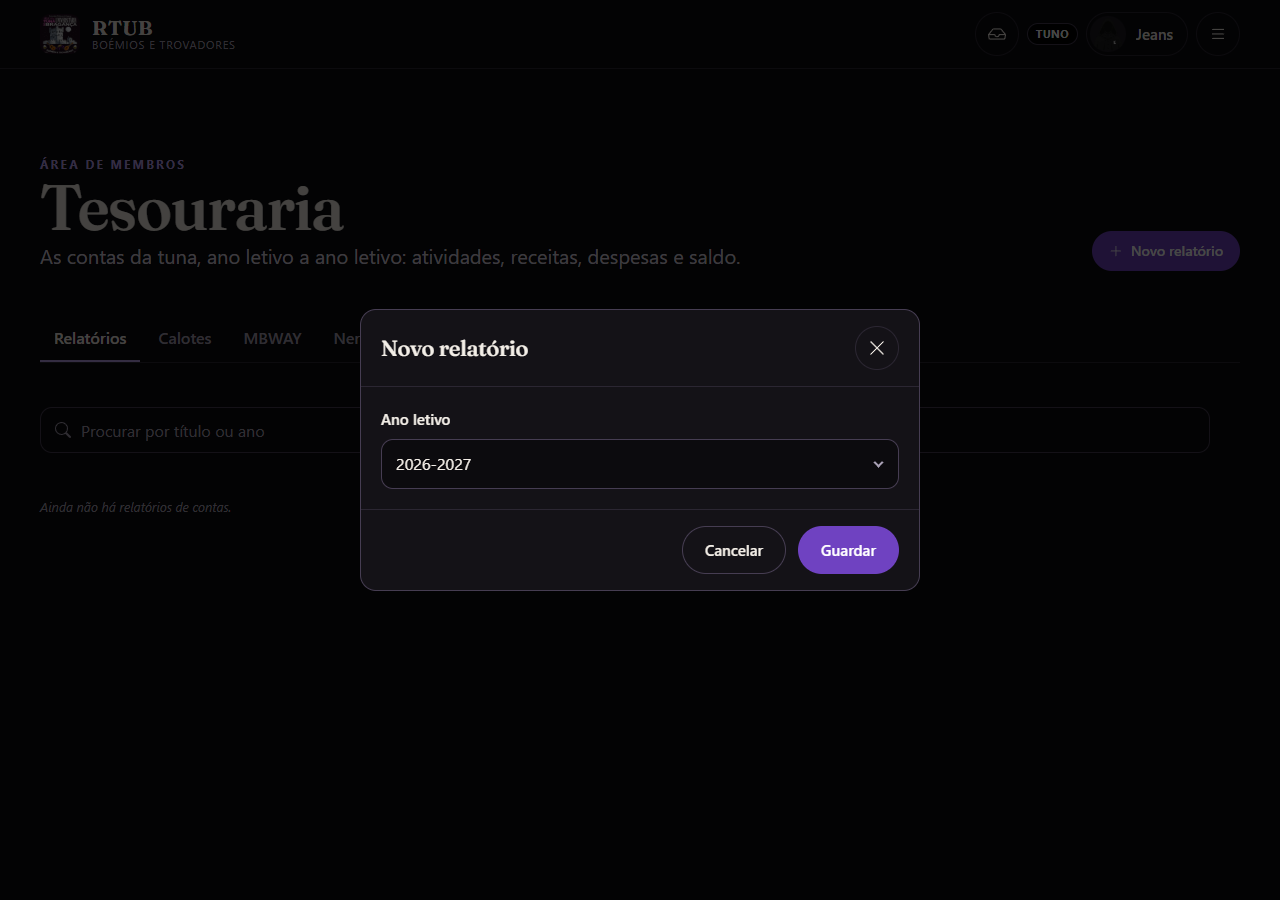 RTUB
BOÉMIOS E TROVADORES
TUNO
Jeans
ÁREA DE MEMBROS
Tesouraria
As contas da tuna, ano letivo a ano letivo: atividades, receitas, despesas e saldo.
Novo relatório
Relatórios
Calotes
MBWAY
Novo relatório
Ano letivo
Procurar por título ou ano
2026-2027
Ainda não há relatórios de contas.
Cancelar
Guardar